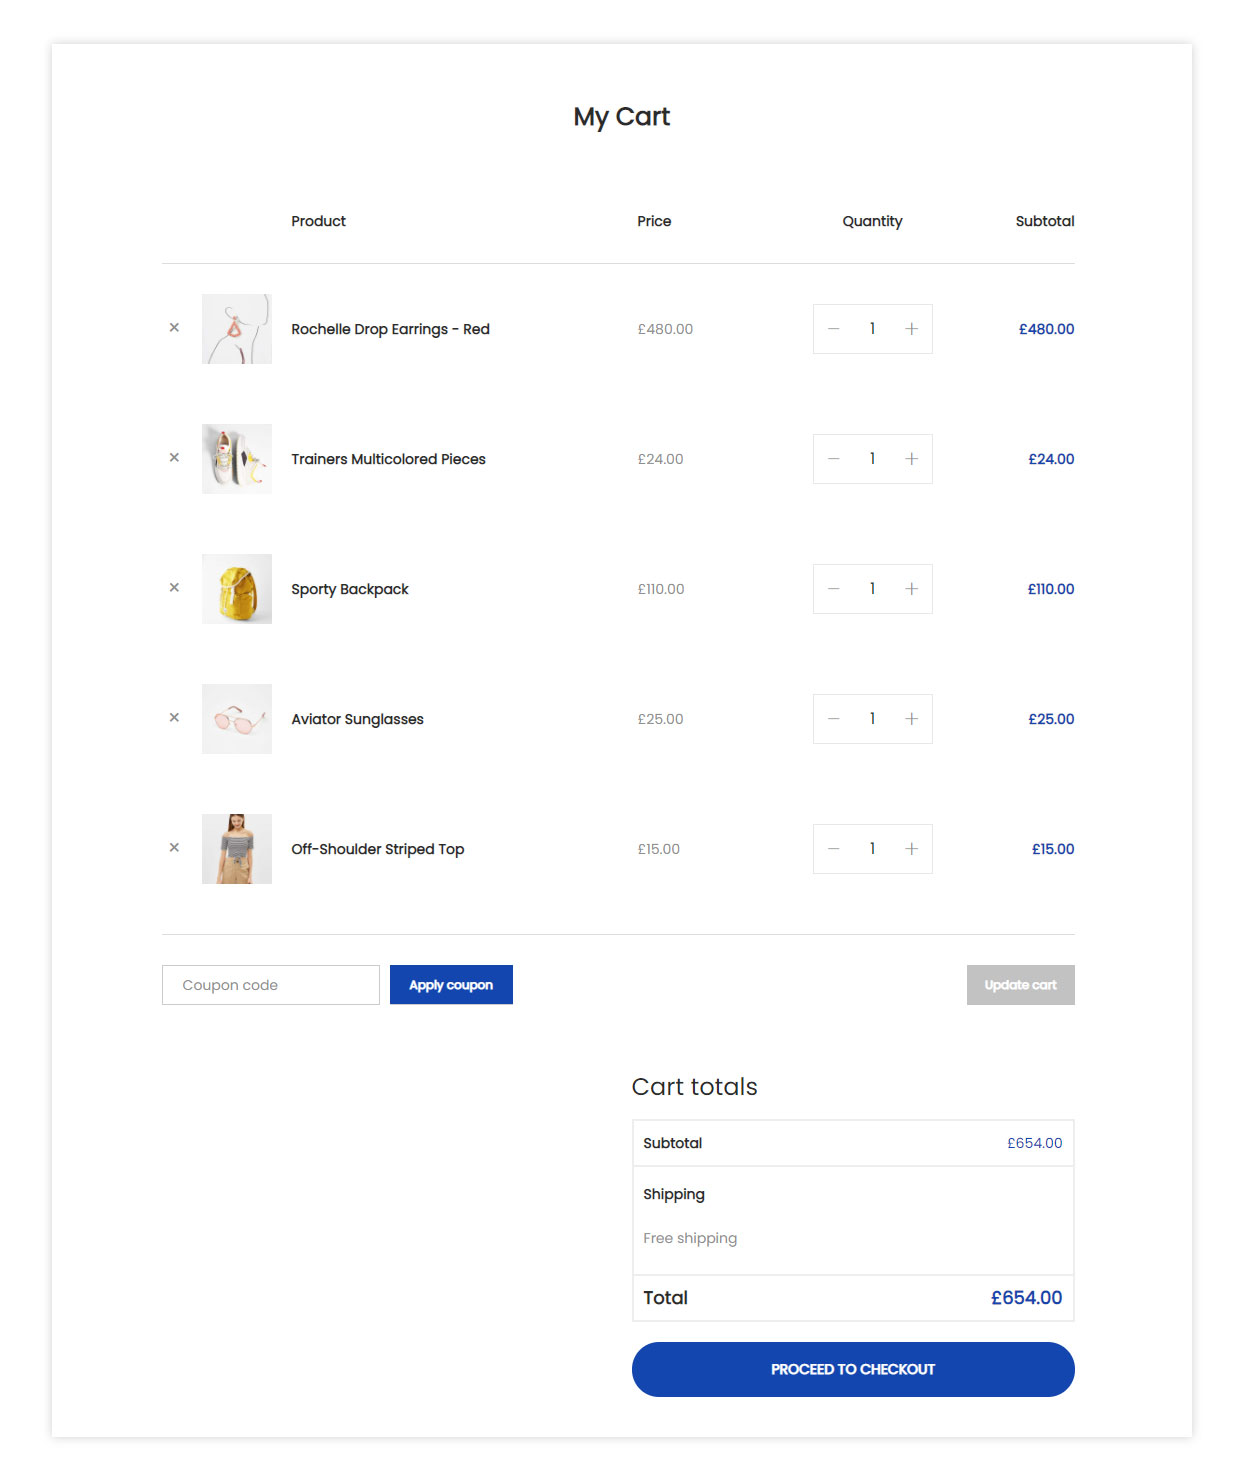 My Cart
Product Price Quantity Subtotal
× Rochelle Drop Earrings - Red £480.00 − 1 + £480.00
× Trainers Multicolored Pieces £24.00 − 1 + £24.00
× Sporty Backpack £110.00 − 1 + £110.00
× Aviator Sunglasses £25.00 − 1 + £25.00
× Off-Shoulder Striped Top £15.00 − 1 + £15.00
Coupon code Apply coupon Update cart
Cart totals
Subtotal £654.00
Shipping
Free shipping
Total £654.00
PROCEED TO CHECKOUT